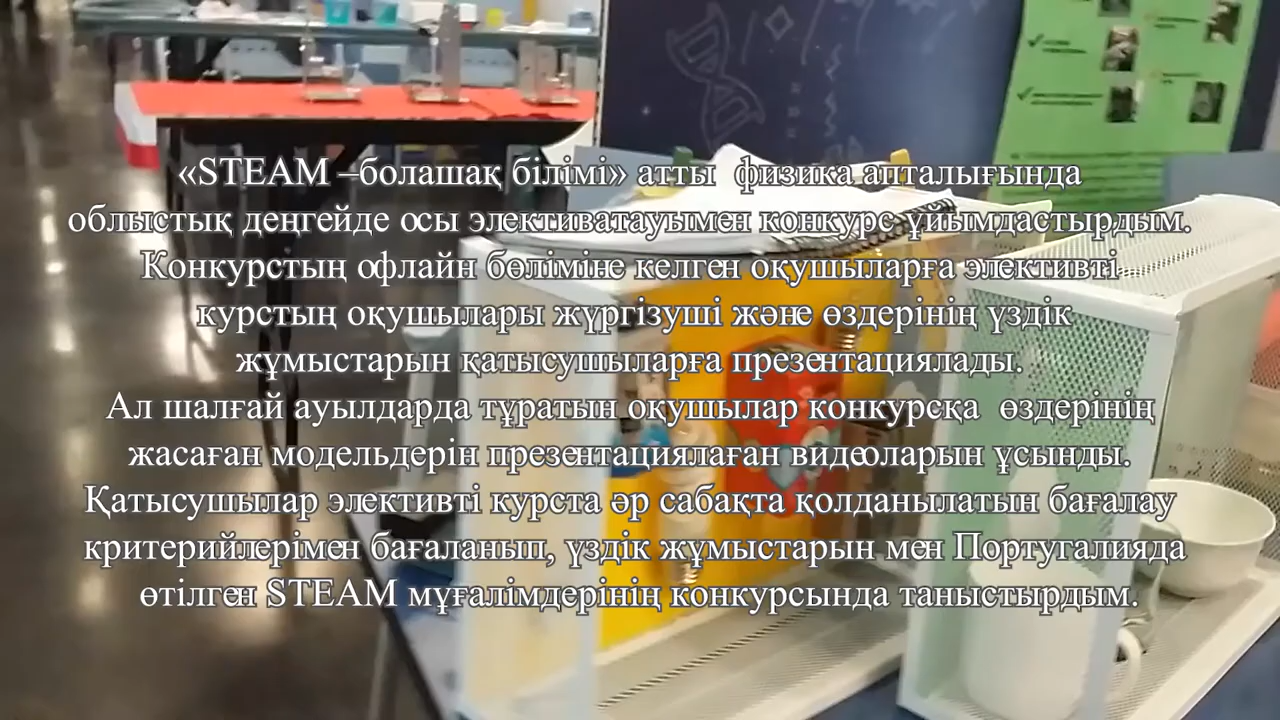 «STEAM –болашақ білімі» атты физика апталығында
облыстық деңгейде осы элективатауымен конкурс ұйымдастырдым.
Конкурстың офлайн бөліміне келген оқушыларға элективті
курстың оқушылары жүргізуші және өздерінің үздік
жұмыстарын қатысушыларға презентациялады.
Ал шалғай ауылдарда тұратын оқушылар конкурсқа өздерінің
жасаған модельдерін презентациялаған видеоларын ұсынды.
Қатысушылар элективті курста әр сабақта қолданылатын бағалау
критерийлерімен бағаланып, үздік жұмыстарын мен Португалияда
өтілген STEAM мұғалімдерінің конкурсында таныстырдым.